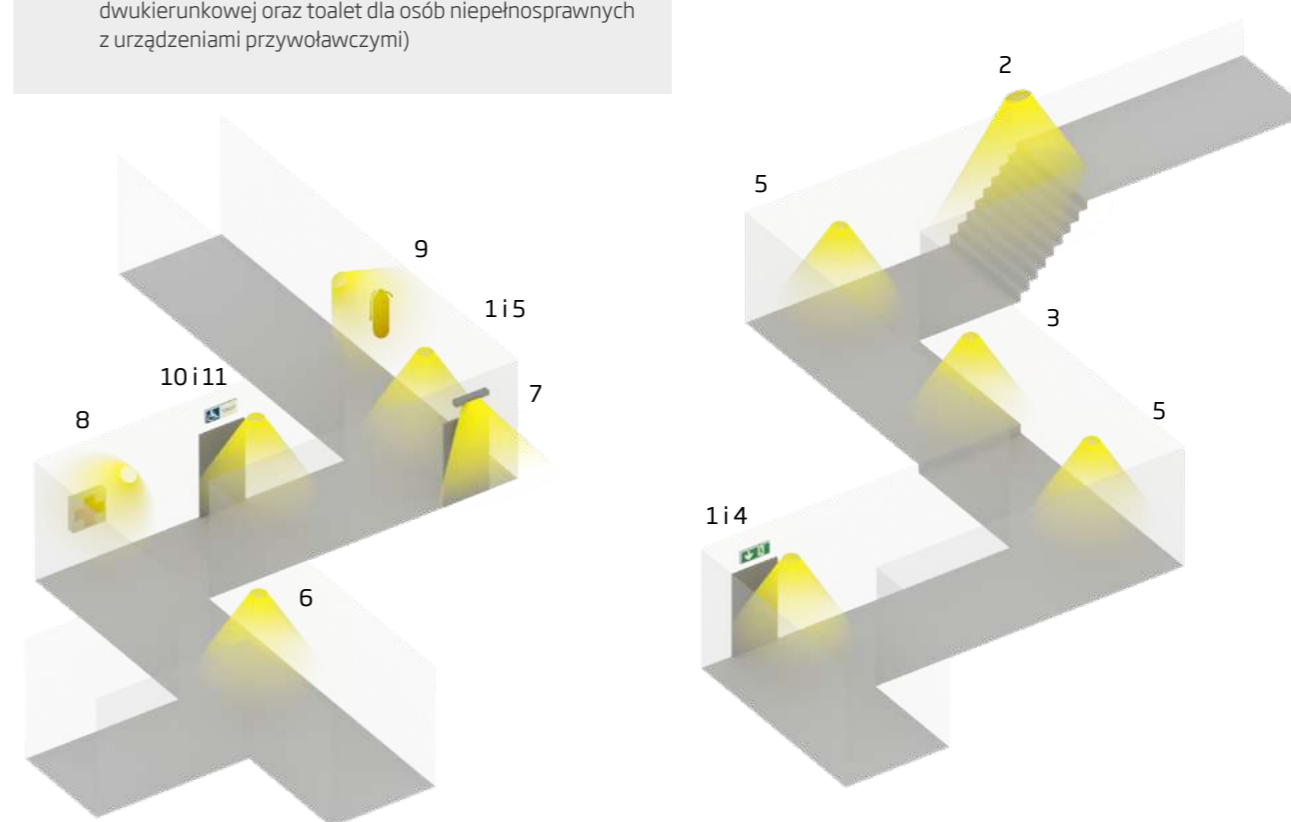 dwukierunkowej oraz toalet dla osób niepełnosprawnych
z urządzeniami przywoławczymi)
2
5
9
3
1 i 5
10 i 11
7
8
5
1 i 4
6